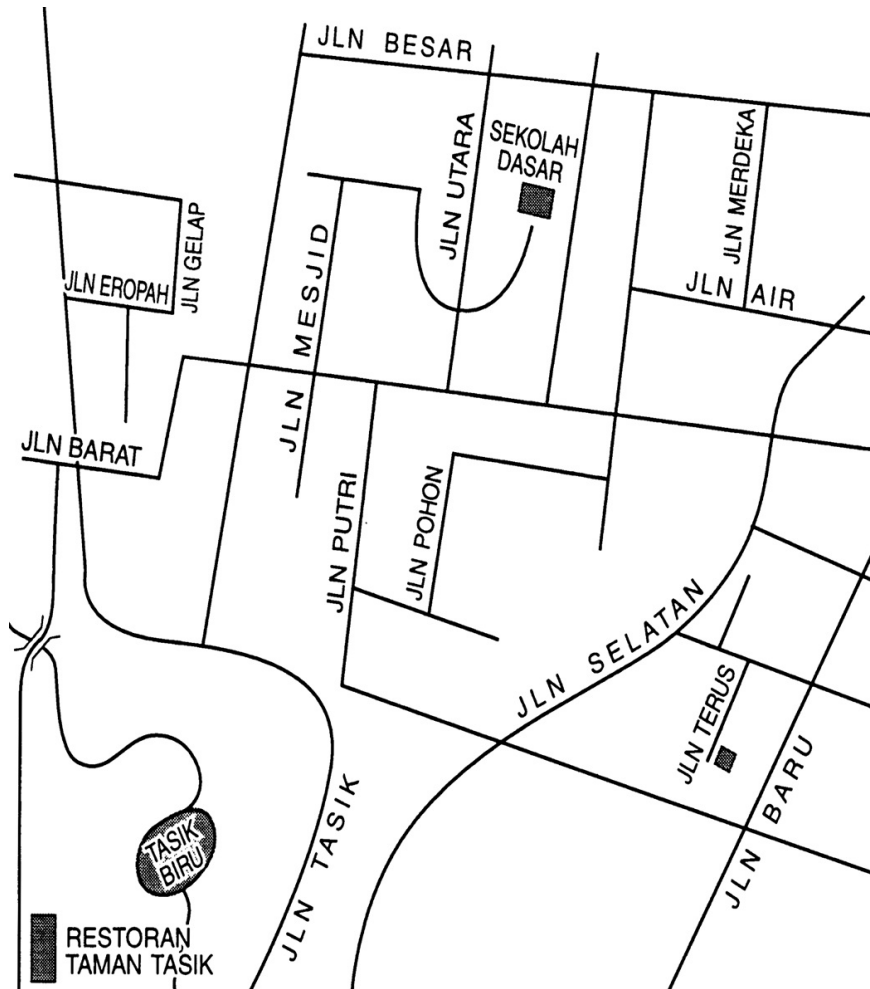 JLN BESAR
SEKOLAH
DASAR
JLN UTARA
JLN MERDEKA
JLN GELAP
JLN EROPAH
JLN MESJID
JLN AIR
JLN BARAT
JLN PUTRI
JLN POHON
JLN SELATAN
JLN TERUS
JLN BARU
JLN TASIK
TASIK
BIRU
RESTORAN
TAMAN TASIK